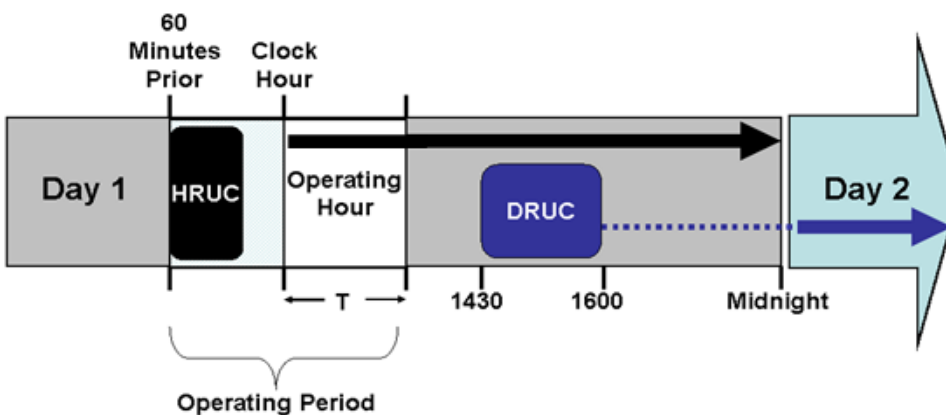 60
Minutes
Prior
Clock
Hour
Day 1
HRUC
Operating
Hour
DRUC
Day 2
T
1430
1600
Midnight
Operating Period